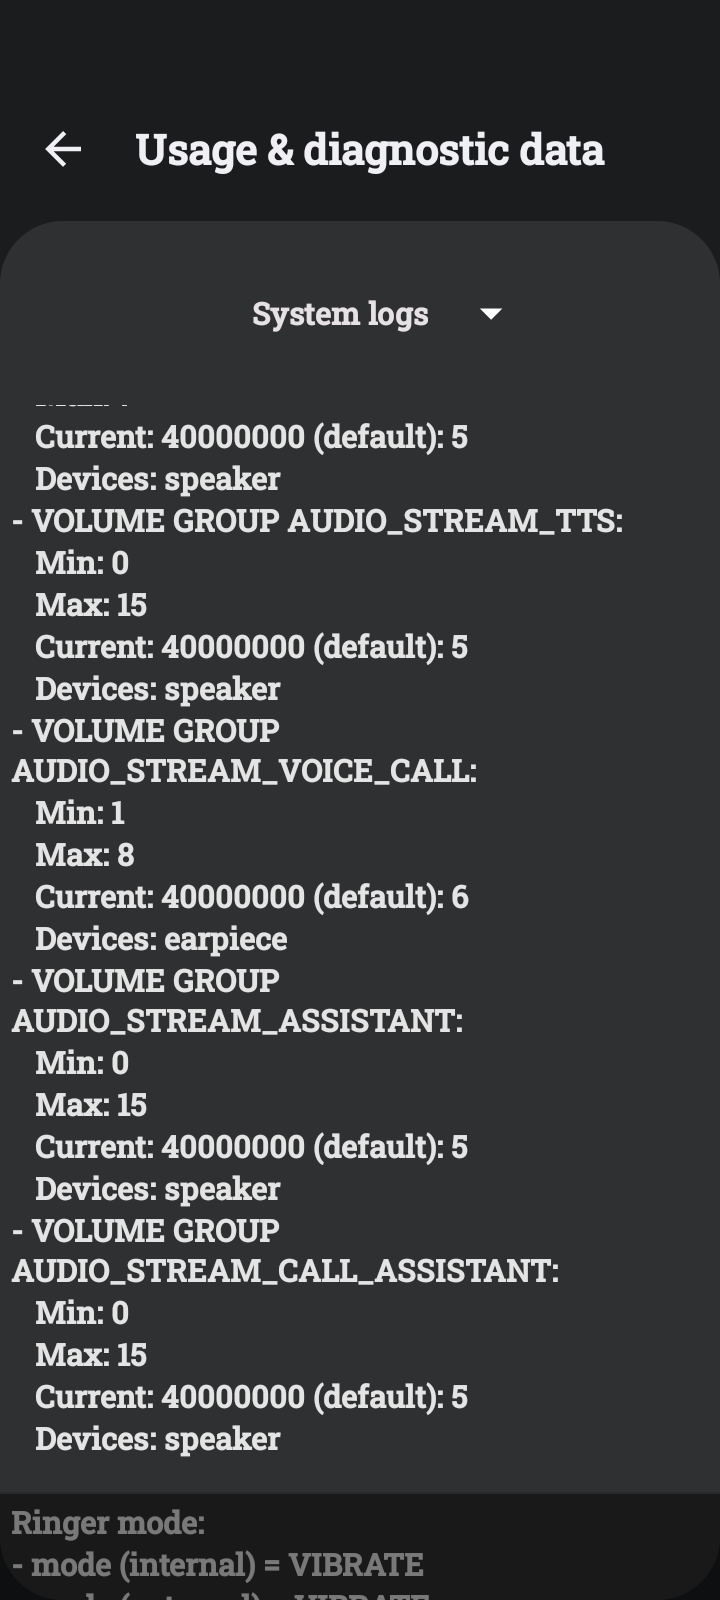 Usage & diagnostic data
System logs
Current: 40000000 (default): 5
Devices: speaker
- VOLUME GROUP AUDIO_STREAM_TTS:
Min: 0
Max: 15
Current: 40000000 (default): 5
Devices: speaker
- VOLUME GROUP
AUDIO_STREAM_VOICE_CALL:
Min: 1
Max: 8
Current: 40000000 (default): 6
Devices: earpiece
- VOLUME GROUP
AUDIO_STREAM_ASSISTANT:
Min: 0
Max: 15
Current: 40000000 (default): 5
Devices: speaker
- VOLUME GROUP
AUDIO_STREAM_CALL_ASSISTANT:
Min: 0
Max: 15
Current: 40000000 (default): 5
Devices: speaker
Ringer mode:
- mode (internal) = VIBRATE